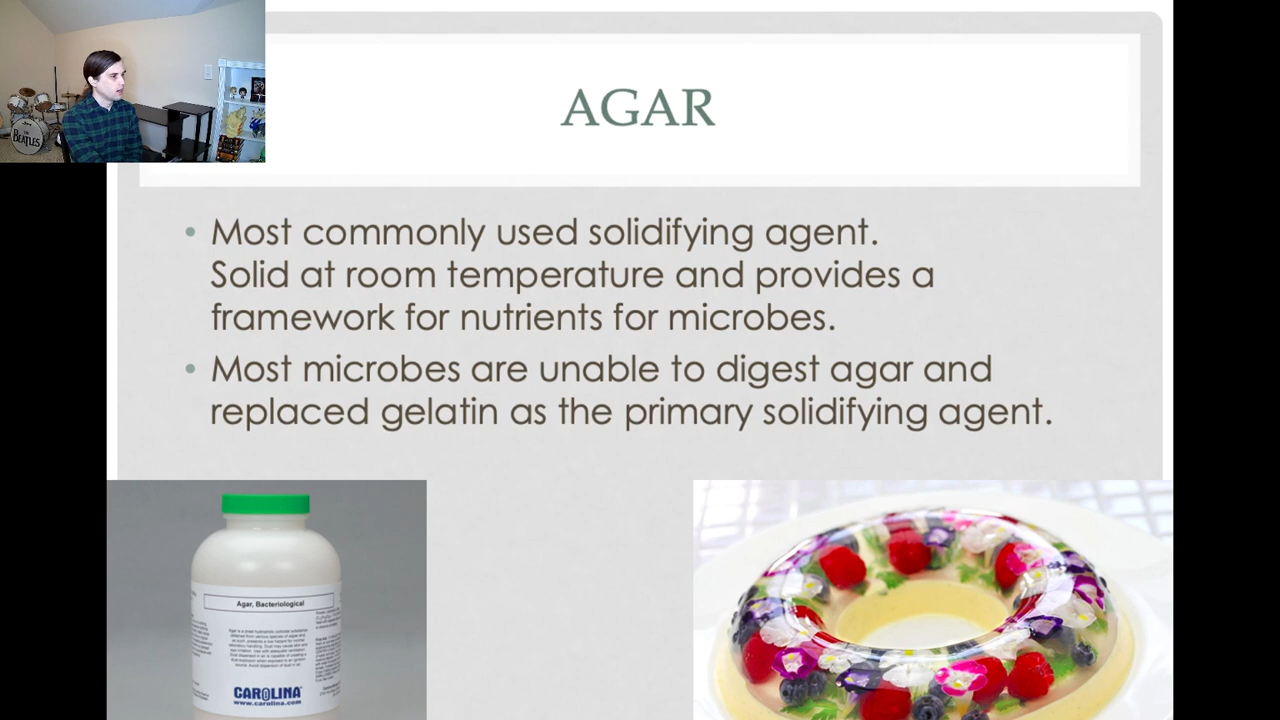 AGAR
• Most commonly used solidifying agent.
Solid at room temperature and provides a
framework for nutrients for microbes.
• Most microbes are unable to digest agar and
replaced gelatin as the primary solidifying agent.
BEATLES
Agar, Bacteriological
CAROLINA
www.carolina.com